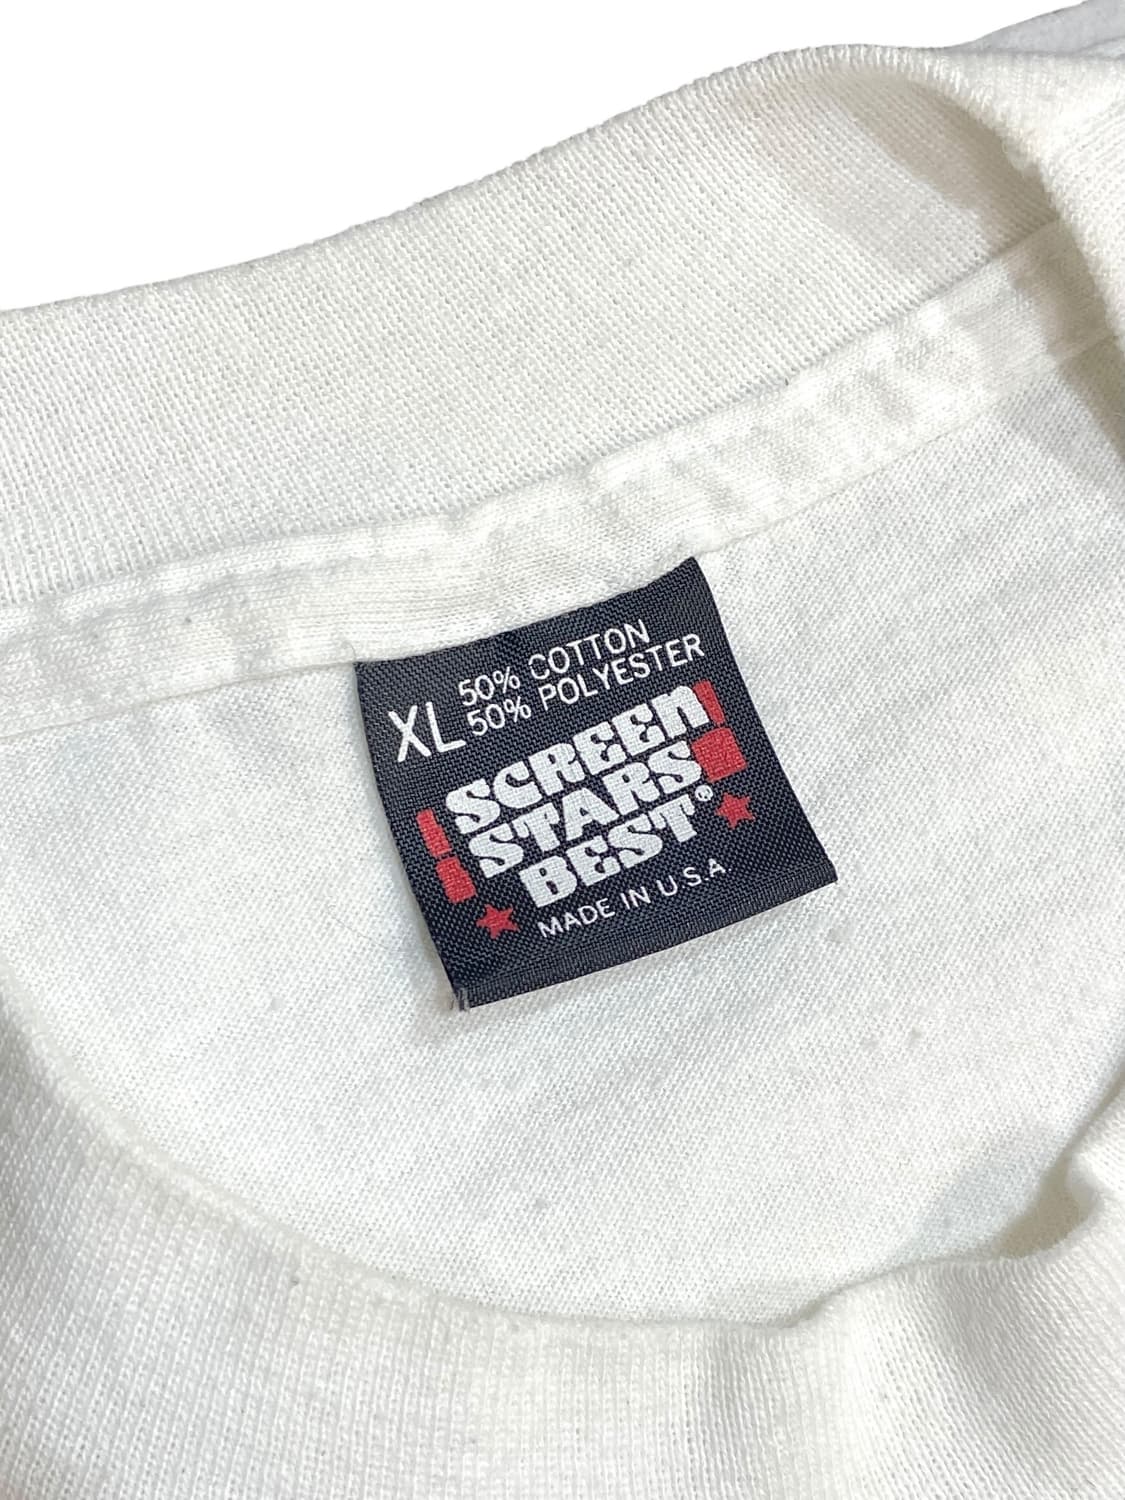 XL 50% COTTON
50% POLYESTER
SCREEN
STARS
BEST®
MADE IN U.S.A.